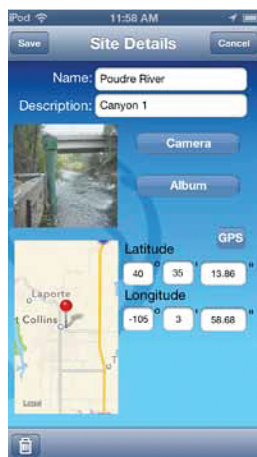 iPod 11:58 AM
Save Site Details Cancel
Name: Poudre River
Description: Canyon 1
Camera
Album
GPS
Latitude
40 ° 35 ' 13.86 "
Longitude
-105 ° 3 ' 58.68 "
Laporte
t Collins
Legal